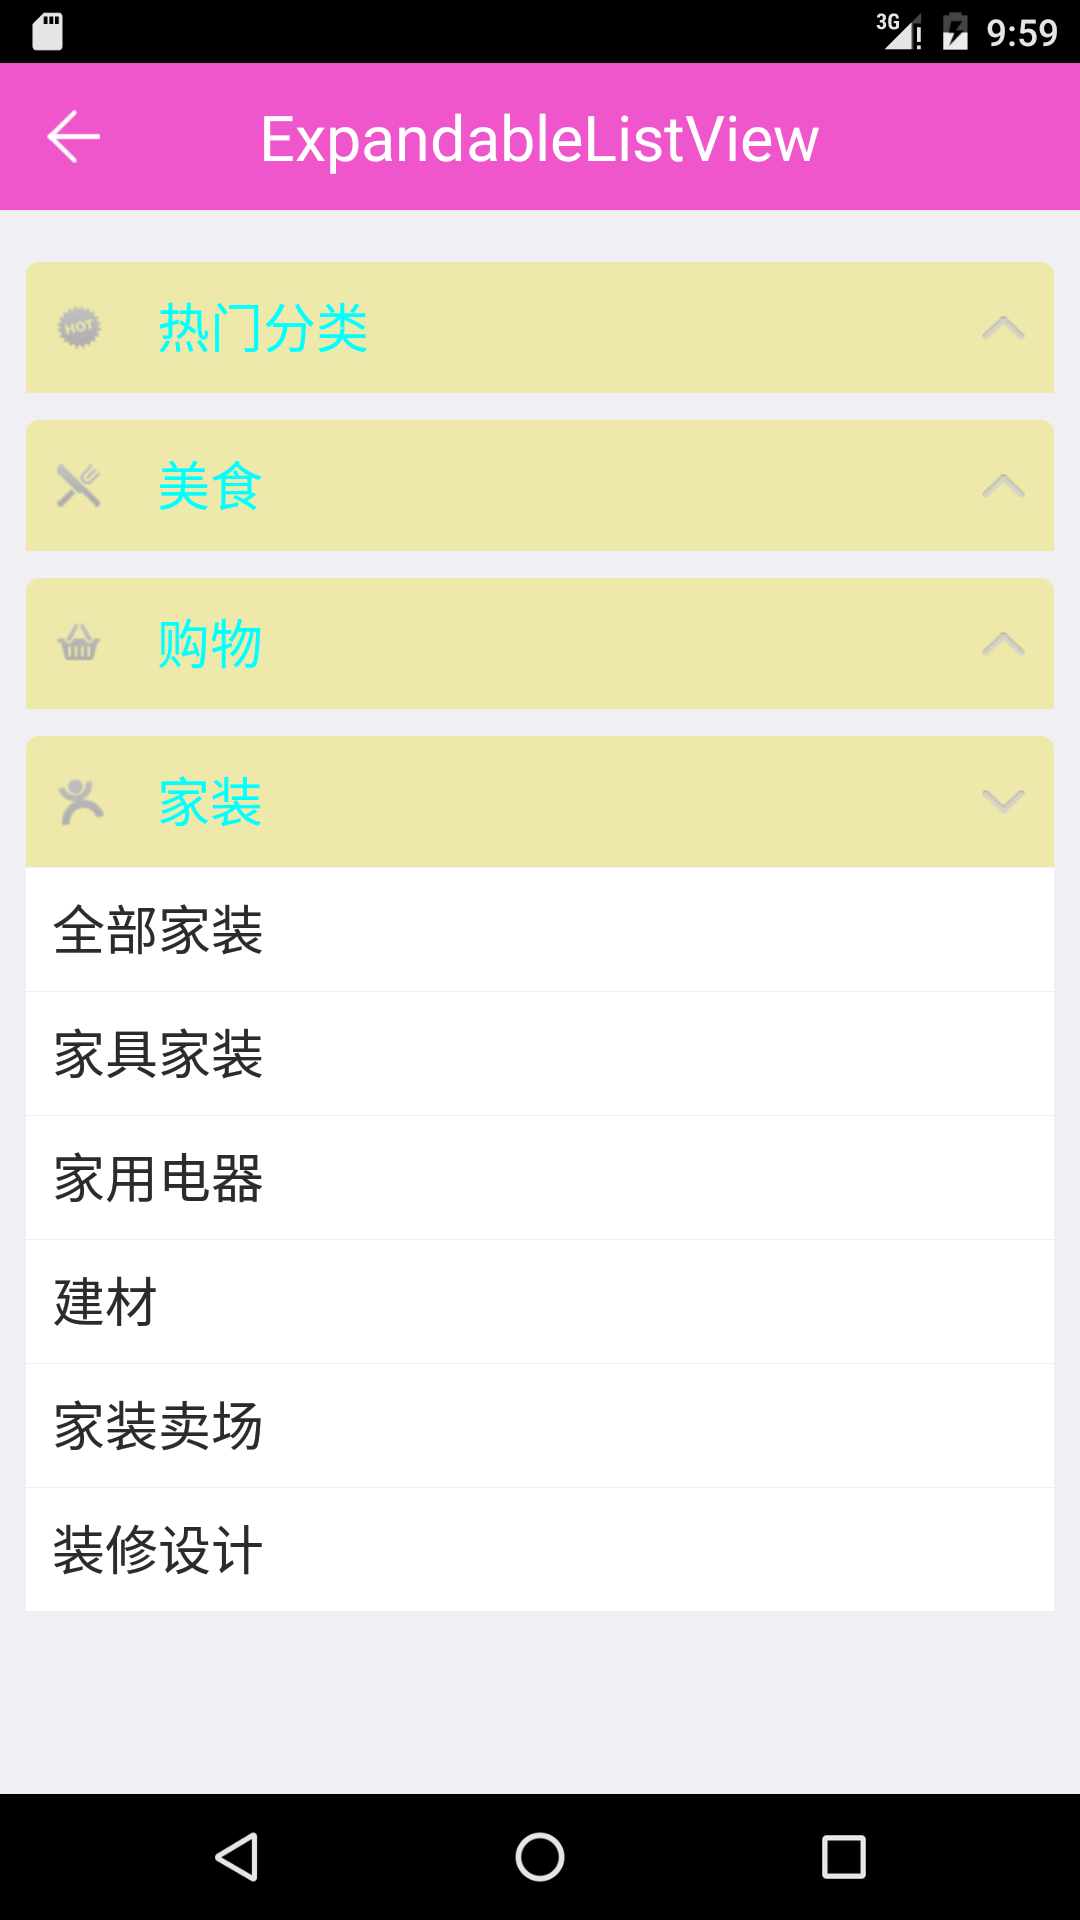 3G 9:59
ExpandableListView
HOT 热门分类
美食
购物
家装
全部家装
家具家装
家用电器
建材
家装卖场
装修设计